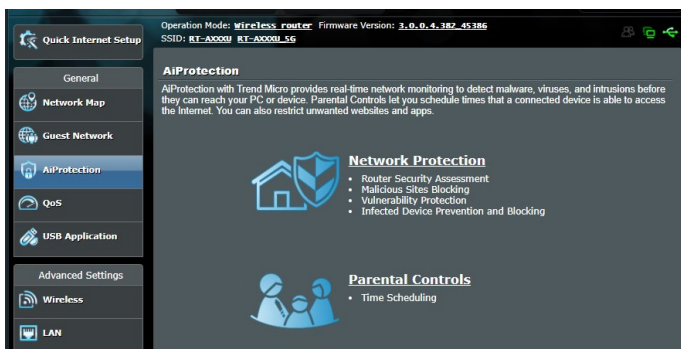 Operation Mode: Wireless router Firmware Version: 3.0.0.4.382_45386
SSID: RT-AXXXU RT-AXXXU_5G
Quick Internet Setup
General
Network Map
Guest Network
AiProtection
QoS
USB Application
Advanced Settings
Wireless
LAN
AiProtection
AiProtection with Trend Micro provides real-time network monitoring to detect malware, viruses, and intrusions before
they can reach your PC or device. Parental Controls let you schedule times that a connected device is able to access
the Internet. You can also restrict unwanted websites and apps.
Network Protection
• Router Security Assessment
• Malicious Sites Blocking
• Vulnerability Protection
• Infected Device Prevention and Blocking
Parental Controls
• Time Scheduling